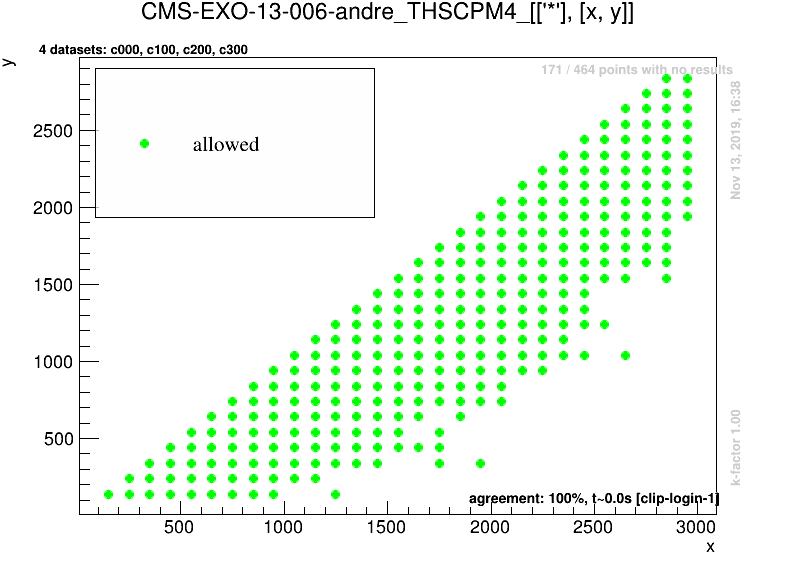 CMS-EXO-13-006-andre_THSCPM4_[['*'], [x, y]]
4 datasets: c000, c100, c200, c300
y
171 / 464 points with no results
allowed
2500
2000
1500
1000
500
Nov 13, 2019, 16:38
k-factor 1.00
agreement: 100%, t~0.0s [clip-login-1]
500 1000 1500 2000 2500 3000
x